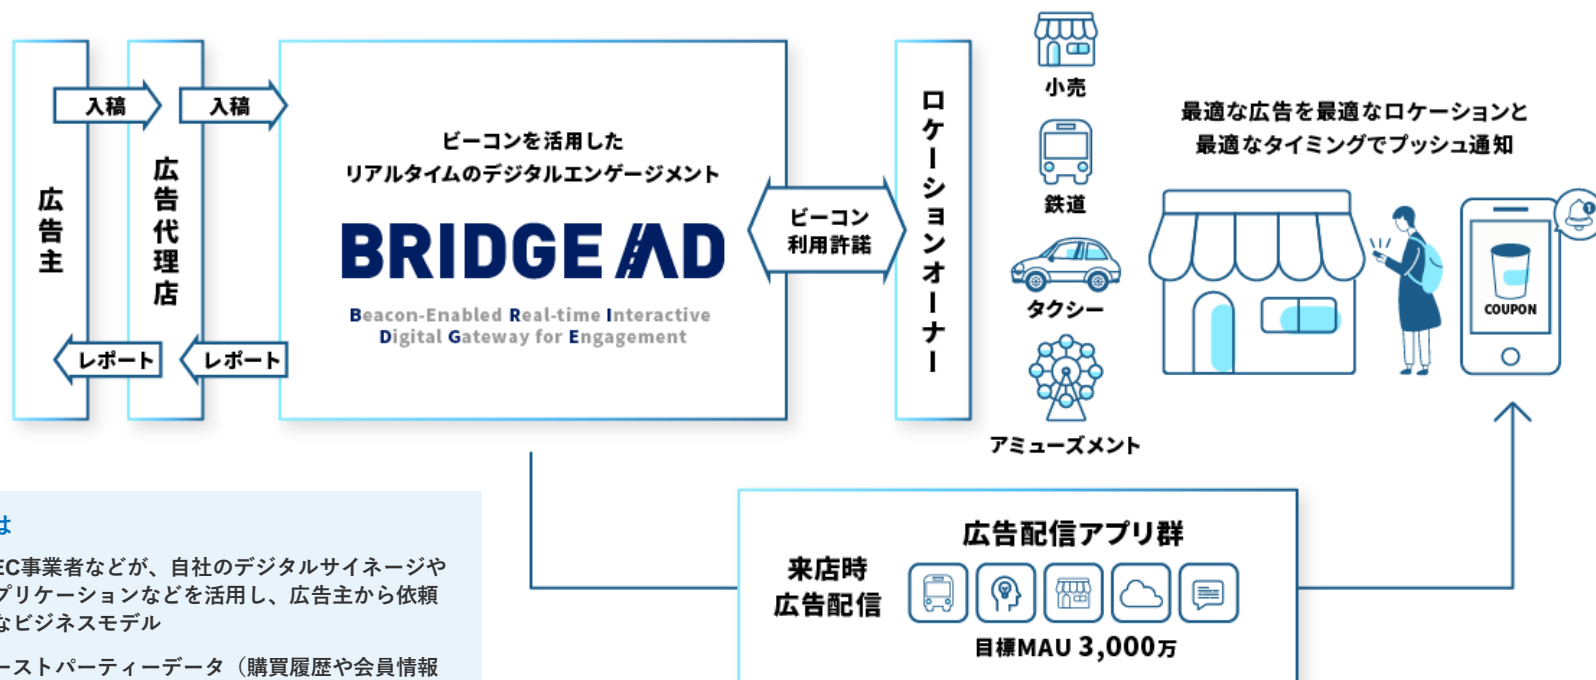 広告主
入稿
レポート
広告代理店
入稿
レポート
ビーコンを活用した
リアルタイムのデジタルエンゲージメント
BRIDGE AD
Beacon-Enabled Real-time Interactive
Digital Gateway for Engagement
ビーコン
利用許諾
ロケーションオーナー
小売
鉄道
タクシー
アミューズメント
最適な広告を最適なロケーションと
最適なタイミングでプッシュ通知
1
COUPON
来店時
広告配信
広告配信アプリ群
目標MAU 3,000万
は
EC事業者などが、自社のデジタルサイネージや
プリケーションなどを活用し、広告主から依頼
なビジネスモデル
ーストパーティーデータ（購買履歴や会員情報